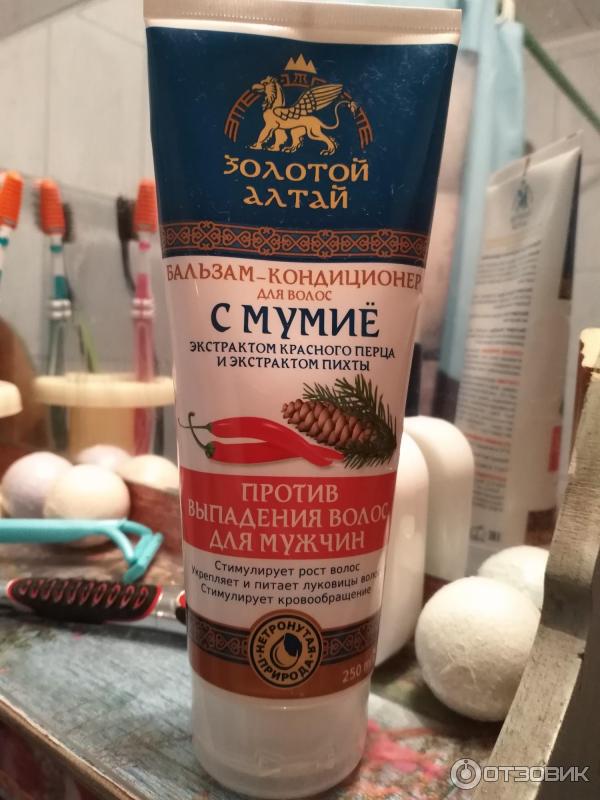 ЗОЛОТОЙ
АЛТАЙ
БАЛЬЗАМ-КОНДИЦИОНЕР
ДЛЯ ВОЛОС
С МУМИЁ
ЭКСТРАКТОМ КРАСНОГО ПЕРЦА
И ЭКСТРАКТОМ ПИХТЫ
ПРОТИВ
ВЫПАДЕНИЯ ВОЛОС
ДЛЯ МУЖЧИН
Стимулирует рост волос
Укрепляет и питает луковицы волос
Стимулирует кровообращение
НЕТРОНУТАЯ
ПРИРОДА
250
ОТЗОВИК